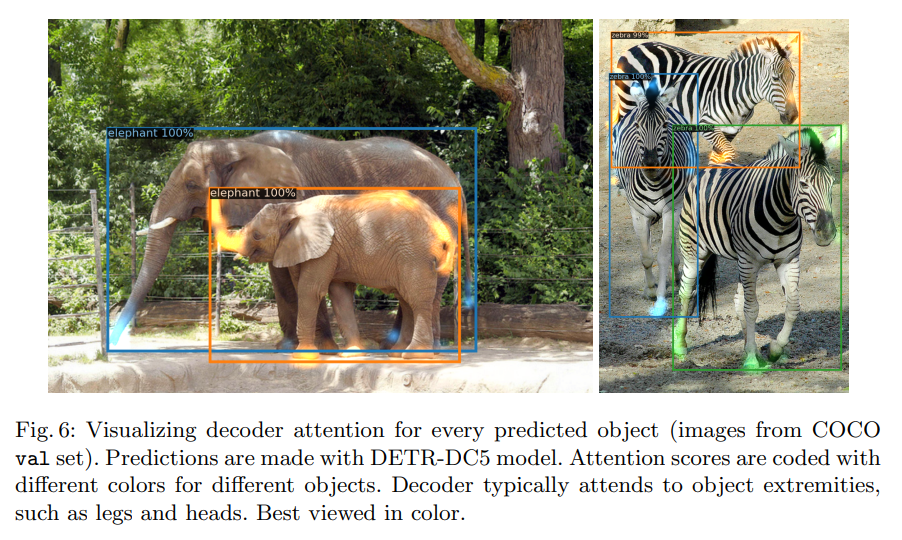 elephant 100%
elephant 100%
zebra 99%
zebra 100%
zebra 100%
Fig. 6: Visualizing decoder attention for every predicted object (images from COCO
val set). Predictions are made with DETR-DC5 model. Attention scores are coded with
different colors for different objects. Decoder typically attends to object extremities,
such as legs and heads. Best viewed in color.